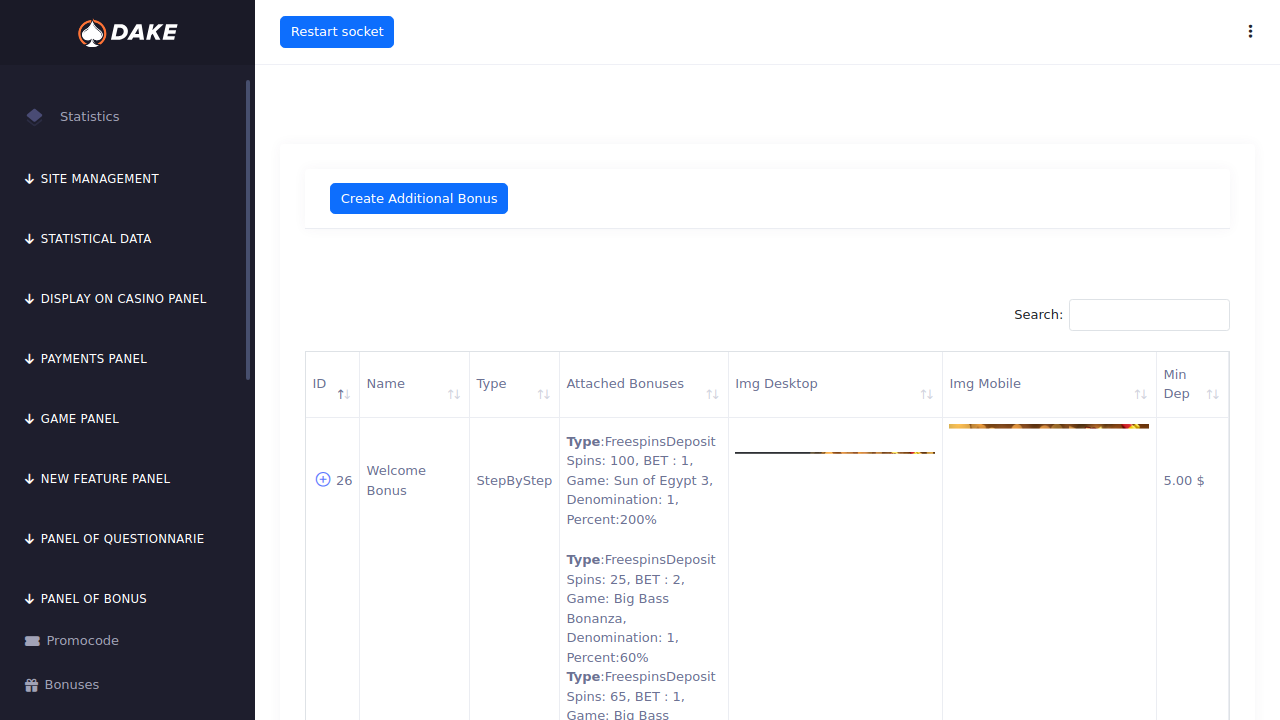 DAKE
Restart socket
Statistics
SITE MANAGEMENT
STATISTICAL DATA
DISPLAY ON CASINO PANEL
PAYMENTS PANEL
GAME PANEL
NEW FEATURE PANEL
PANEL OF QUESTIONNARIE
PANEL OF BONUS
Promocode
Bonuses
Create Additional Bonus
Search:
ID
Name
Type
Attached Bonuses
Img Desktop
Img Mobile
Min
Dep
26
Welcome
Bonus
StepByStep
Type:FreespinsDeposit
Spins: 100, BET : 1,
Game: Sun of Egypt 3,
Denomination: 1,
Percent:200%
Type:FreespinsDeposit
Spins: 25, BET : 2,
Game: Big Bass
Bonanza,
Denomination: 1,
Percent:60%
Type:FreespinsDeposit
Spins: 65, BET : 1,
Game: Big Bass
5.00 $